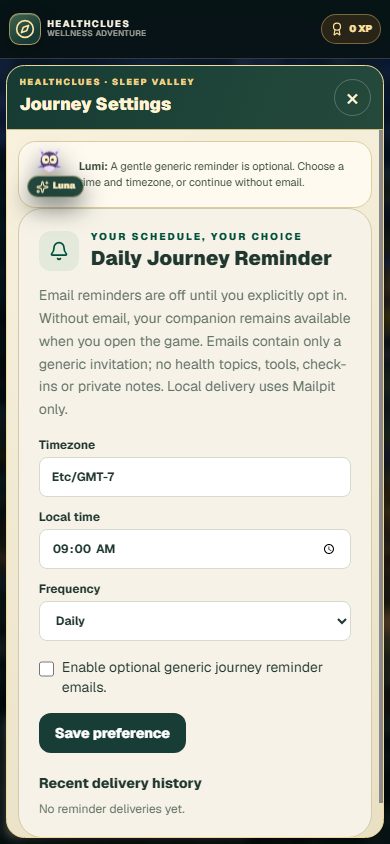 HEALTHCLUES
WELLNESS ADVENTURE
0 XP
HEALTHCLUES · SLEEP VALLEY
Journey Settings
Lumi: A gentle generic reminder is optional. Choose a
time and timezone, or continue without email.
Luna
YOUR SCHEDULE, YOUR CHOICE
Daily Journey Reminder
Email reminders are off until you explicitly opt in.
Without email, your companion remains available
when you open the game. Emails contain only a
generic invitation; no health topics, tools, check-
ins or private notes. Local delivery uses Mailpit
only.
Timezone
Etc/GMT-7
Local time
09:00 AM
Frequency
Daily
Enable optional generic journey reminder
emails.
Save preference
Recent delivery history
No reminder deliveries yet.